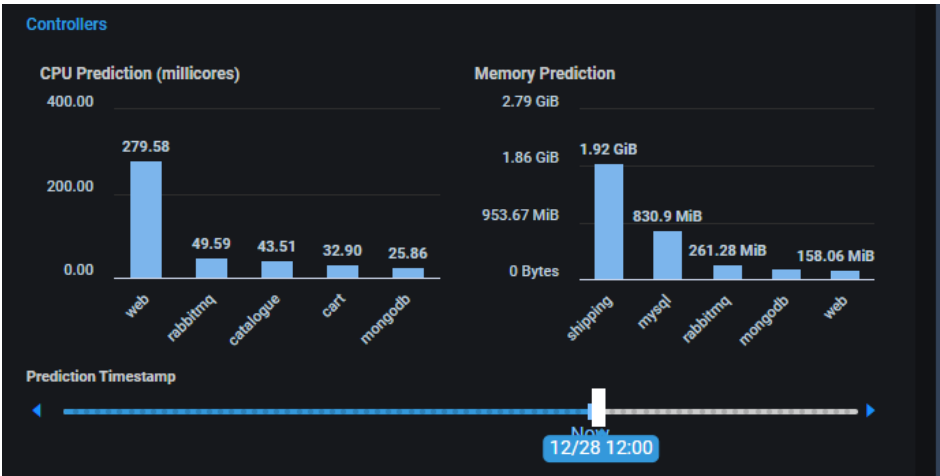 Controllers
CPU Prediction (millicores)
400.00
200.00
0.00
279.58
49.59
43.51
32.90
25.86
web
rabbitmq
catalogue
cart
mongodb
Memory Prediction
2.79 GiB
1.86 GiB
953.67 MiB
0 Bytes
1.92 GiB
830.9 MiB
261.28 MiB
158.06 MiB
shipping
mysql
rabbitmq
mongodb
web
Prediction Timestamp
Now
12/28 12:00